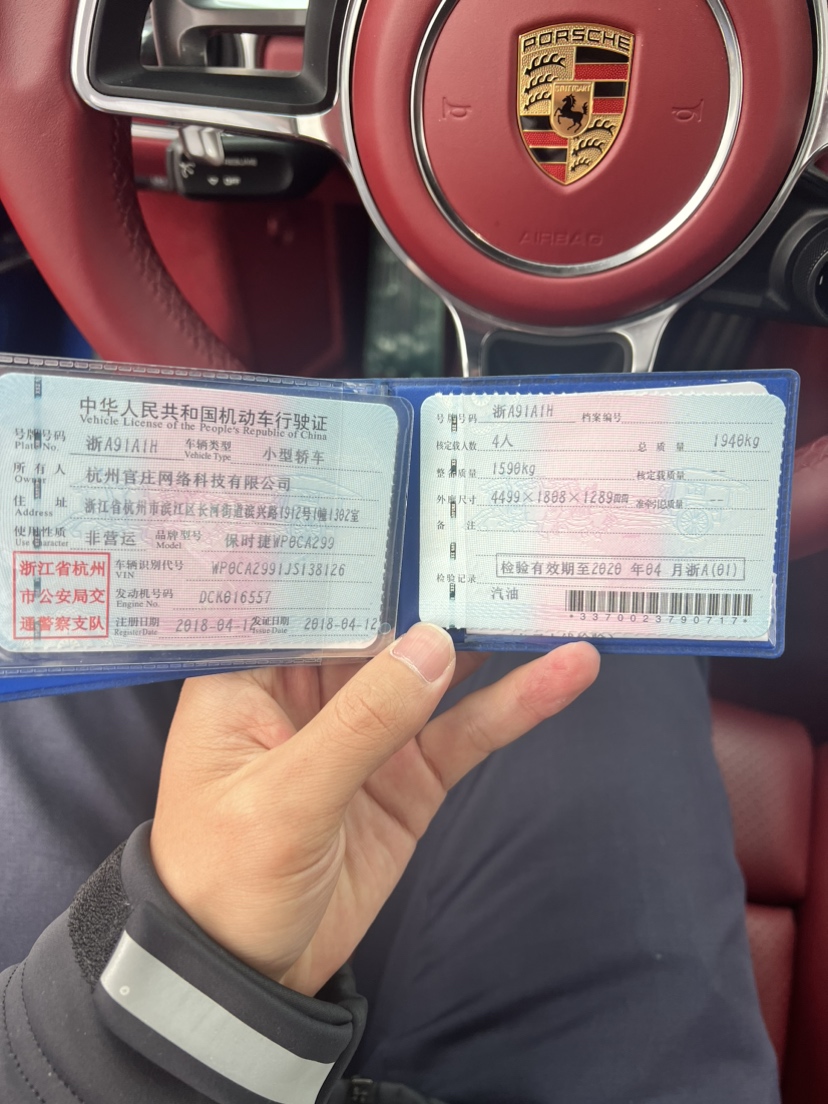 PORSCHE
STUTTGART
AIRBAG
RESUME
OFF
中华人民共和国机动车行驶证
Vehicle License of the People's Republic of China
号牌号码 浙A91A1H 车辆类型 小型轿车
Plate No. Vehicle Type
所有人 杭州官庄网络科技有限公司
Owner
住址 浙江省杭州市滨江区长河街道滨兴路1912号1幢1302室
Address
使用性质 非营运 品牌型号 保时捷WP0CA299
Use Character Model
浙江省杭州
市公安局交
通警察支队
车辆识别代号 WP0CA2991JS138126
VIN
发动机号码 DCK016557
Engine No.
注册日期 2018-04-12 发证日期 2018-04-12
Register Date Issue Date
号牌号码 浙A91A1H 档案编号
核定载人数 4人 总质量 1940kg
整备质量 1590kg 核定载质量 --
外廓尺寸 4499×1808×1289mm 准牵引总质量 --
备注
检验有效期至2020年04月浙A(01)
检验记录
汽油
*3370023790717*